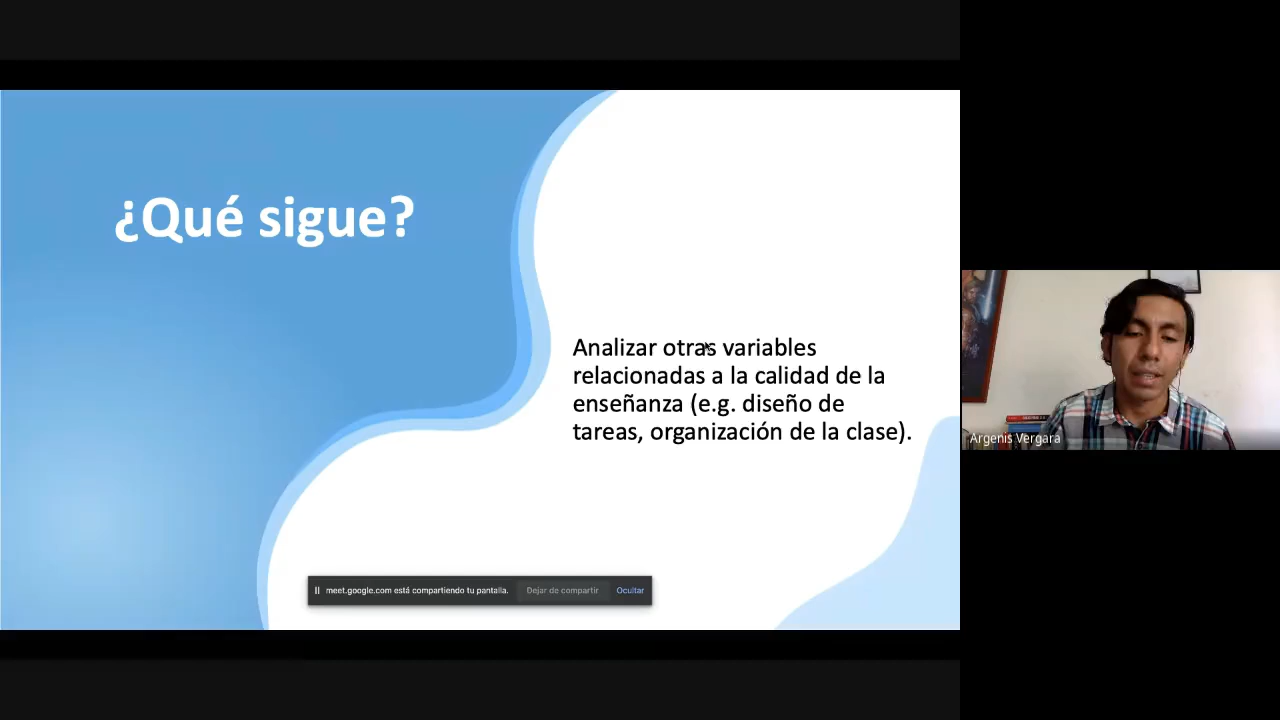 ¿Qué sigue?
Analizar otras variables
relacionadas a la calidad de la
enseñanza (e.g. diseño de
tareas, organización de la clase).
meet.google.com está compartiendo tu pantalla. Dejar de compartir Ocultar
Argenis Vergara